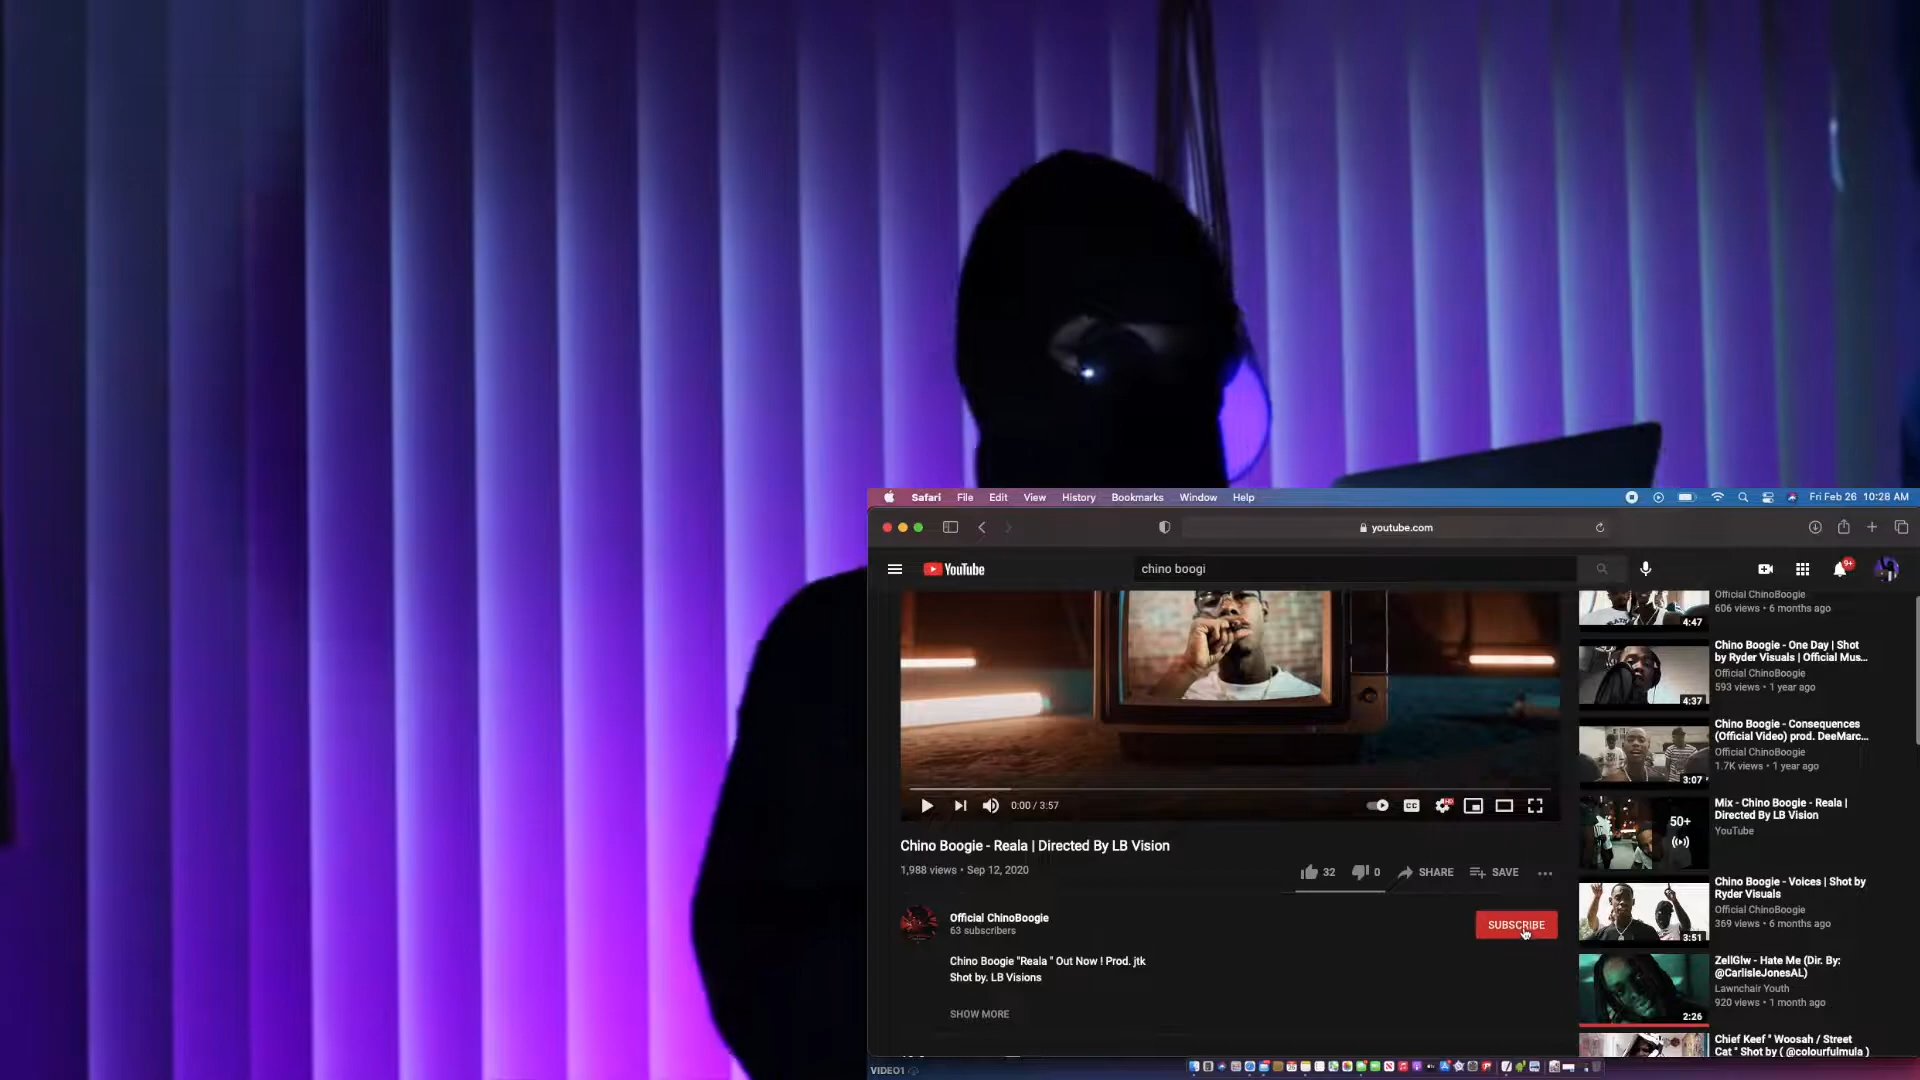 Safari File Edit View History Bookmarks Window Help
Fri Feb 26 10:28 AM
youtube.com
YouTube
chino boogi
9+
0:00 / 3:57
CC
HD
Chino Boogie - Reala | Directed By LB Vision
1,988 views • Sep 12, 2020
32
0
SHARE
SAVE
Official ChinoBoogie
63 subscribers
SUBSCRIBE
Chino Boogie "Reala " Out Now ! Prod. jtk
Shot by. LB Visions
SHOW MORE
4:47
Official ChinoBoogie
606 views • 6 months ago
4:37
Chino Boogie - One Day | Shot
by Ryder Visuals | Official Mus...
Official ChinoBoogie
593 views • 1 year ago
3:07
Chino Boogie - Consequences
(Official Video) prod. DeeMarc...
Official ChinoBoogie
1.7K views • 1 year ago
50+
Mix - Chino Boogie - Reala |
Directed By LB Vision
YouTube
3:51
Chino Boogie - Voices | Shot by
Ryder Visuals
Official ChinoBoogie
369 views • 6 months ago
2:26
ZellGlw - Hate Me (Dir. By:
@CarlisleJonesAL)
Lawnchair Youth
920 views • 1 month ago
Chief Keef " Woosah / Street
Cat " Shot by ( @colourfulmula )
VIDEO1